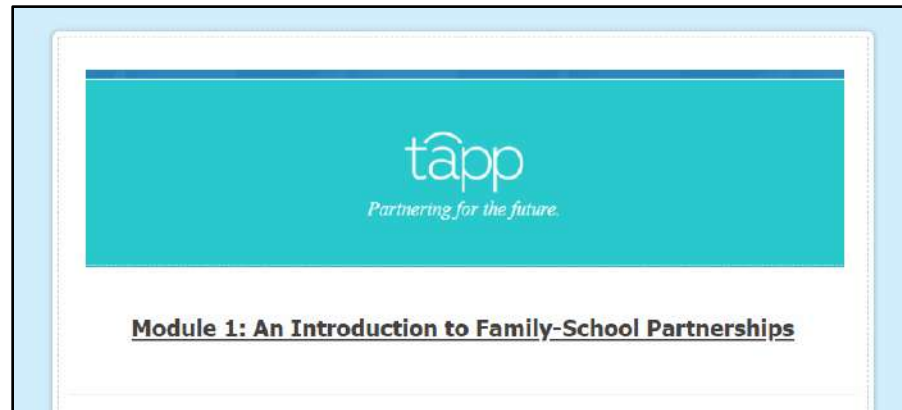 tapp
Partnering for the future.
Module 1: An Introduction to Family-School Partnerships